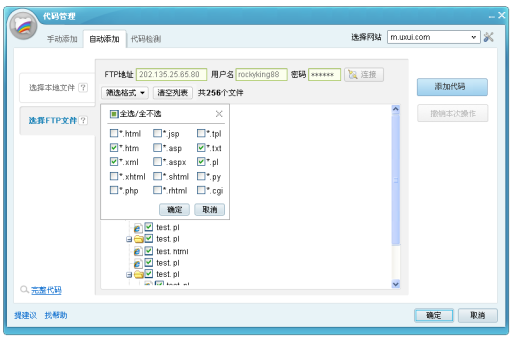 代码管理
手动添加 自动添加 代码检测 选择网站 m.uxui.com
FTP地址 202.135.25.65.80 用户名 rockyking88 密码 ****** 连接
选择本地文件 ? 筛选格式 清空列表 共256个文件 添加代码
全选/全不选
选择FTP文件 ? 撤销本次操作
*.html *.jsp *.tpl
*.htm *.asp *.txt
*.xml *.aspx *.pl
*.xhtml *.shtml *.py
*.php *.rhtml *.cgi
确定 取消
test.pl
test.pl
test.html
test.pl
test.pl
test.pl
完整代码
提建议 找帮助 确定 取消